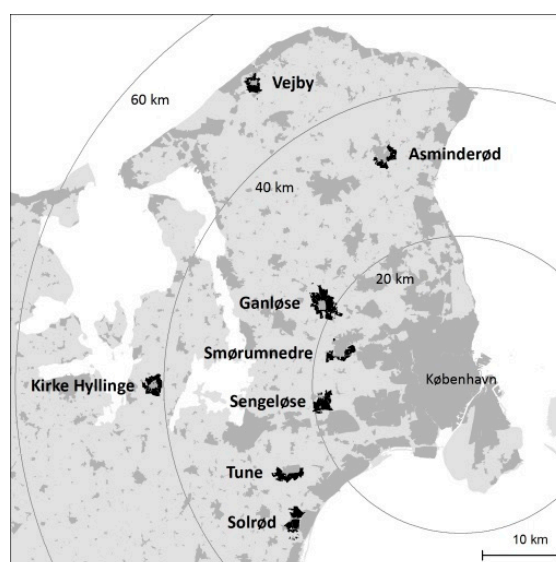 Vejby
60 km
Asminderød
40 km
20 km
Ganløse
Smørumnedre
Kirke Hyllinge
København
Sengeløse
Tune
Solrød
10 km